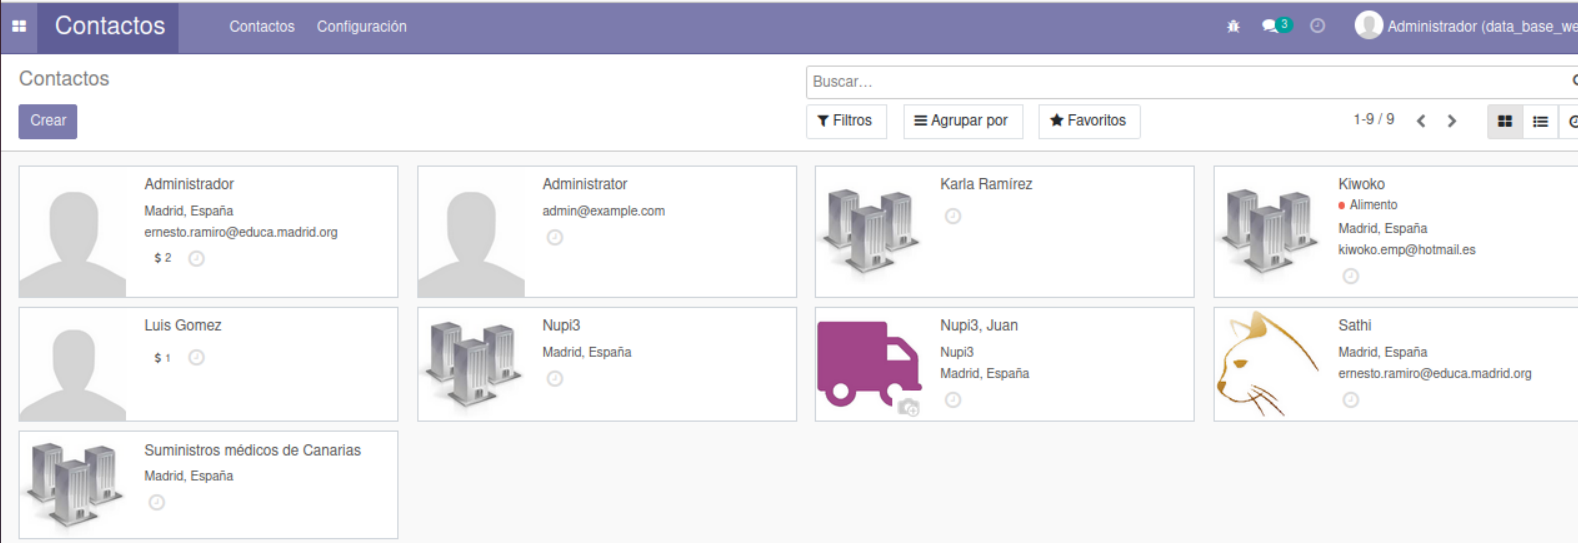 Contactos Contactos Configuración 3 Administrador (data_base_we
Contactos
Buscar...
Crear
Filtros Agrupar por Favoritos 1-9 / 9
Administrador
Madrid, España
ernesto.ramiro@educa.madrid.org
$ 2
Administrator
admin@example.com
Karla Ramírez
Kiwoko
Alimento
Madrid, España
kiwoko.emp@hotmail.es
Luis Gomez
$ 1
Nupi3
Madrid, España
Nupi3, Juan
Nupi3
Madrid, España
Sathi
Madrid, España
ernesto.ramiro@educa.madrid.org
Suministros médicos de Canarias
Madrid, España